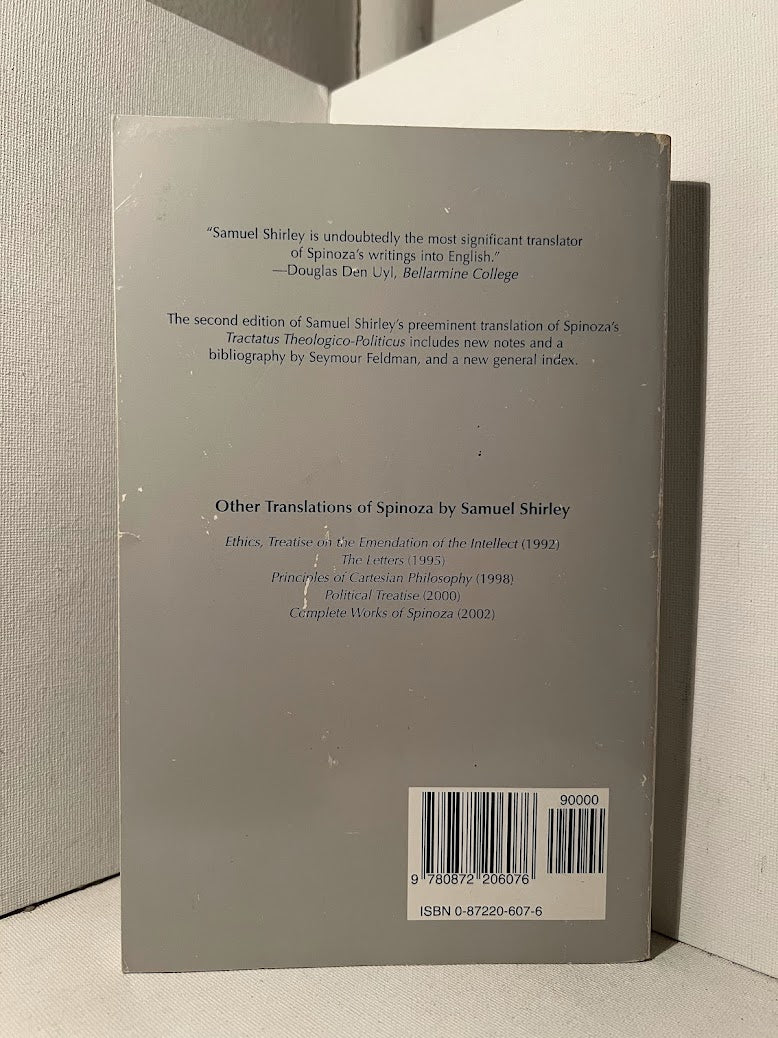 “Samuel Shirley is undoubtedly the most significant translator
of Spinoza’s writings into English.”
—Douglas Den Uyl, Bellarmine College
The second edition of Samuel Shirley’s preeminent translation of Spinoza’s
Tractatus Theologico-Politicus includes new notes and a
bibliography by Seymour Feldman, and a new general index.
Other Translations of Spinoza by Samuel Shirley
Ethics, Treatise on the Emendation of the Intellect (1992)
The Letters (1995)
Principles of Cartesian Philosophy (1998)
Political Treatise (2000)
Complete Works of Spinoza (2002)
90000
9 780872 206076
ISBN 0-87220-607-6